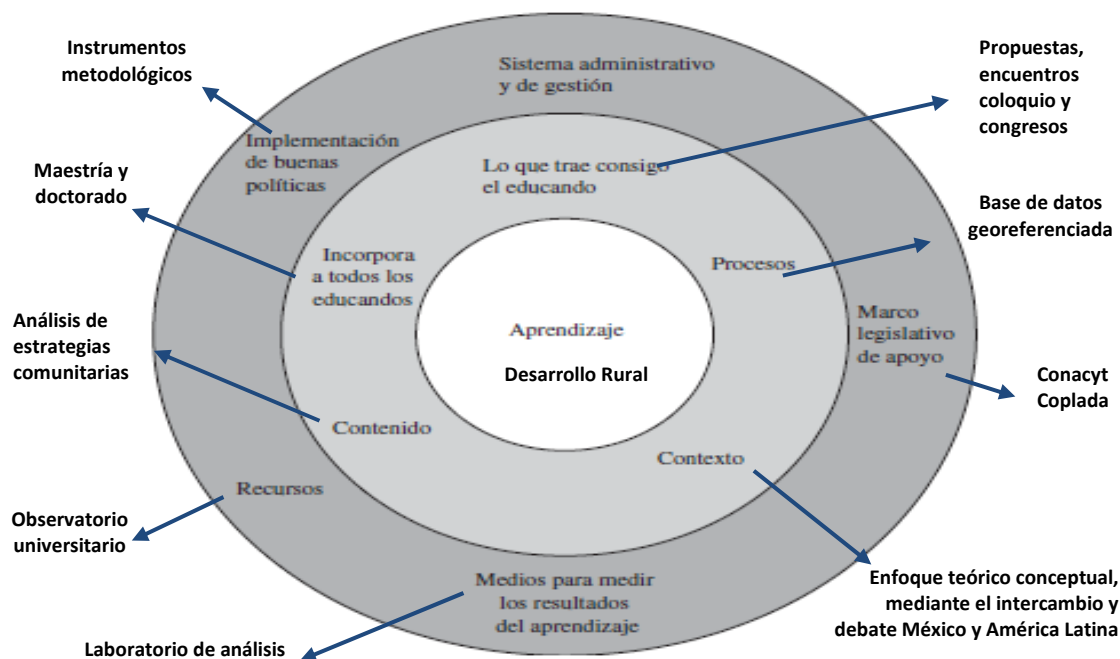 Instrumentos
metodológicos
Sistema administrativo
y de gestión
Propuestas,
encuentros
coloquio y
congresos
Implementación
de buenas
políticas
Lo que trae consigo
el educando
Maestría y
doctorado
Base de datos
georeferenciada
Incorpora
a todos los
educandos
Procesos
Análisis de
estrategias
comunitarias
Aprendizaje
Desarrollo Rural
Marco
legislativo
de apoyo
Conacyt
Coplada
Contenido
Contexto
Recursos
Observatorio
universitario
Medios para medir
los resultados
del aprendizaje
Enfoque teórico conceptual,
mediante el intercambio y
debate México y América Latina
Laboratorio de análisis